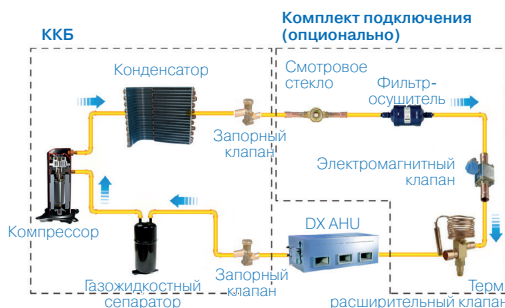 ККБ
Комплект подключения
(опционально)
Конденсатор
Смотровое
стекло
Фильтр-
осушитель
Запорный
клапан
Электромагнитный
клапан
Компрессор
DX AHU
Газожидкостный
сепаратор
Запорный
клапан
Терм
расширительный клапан